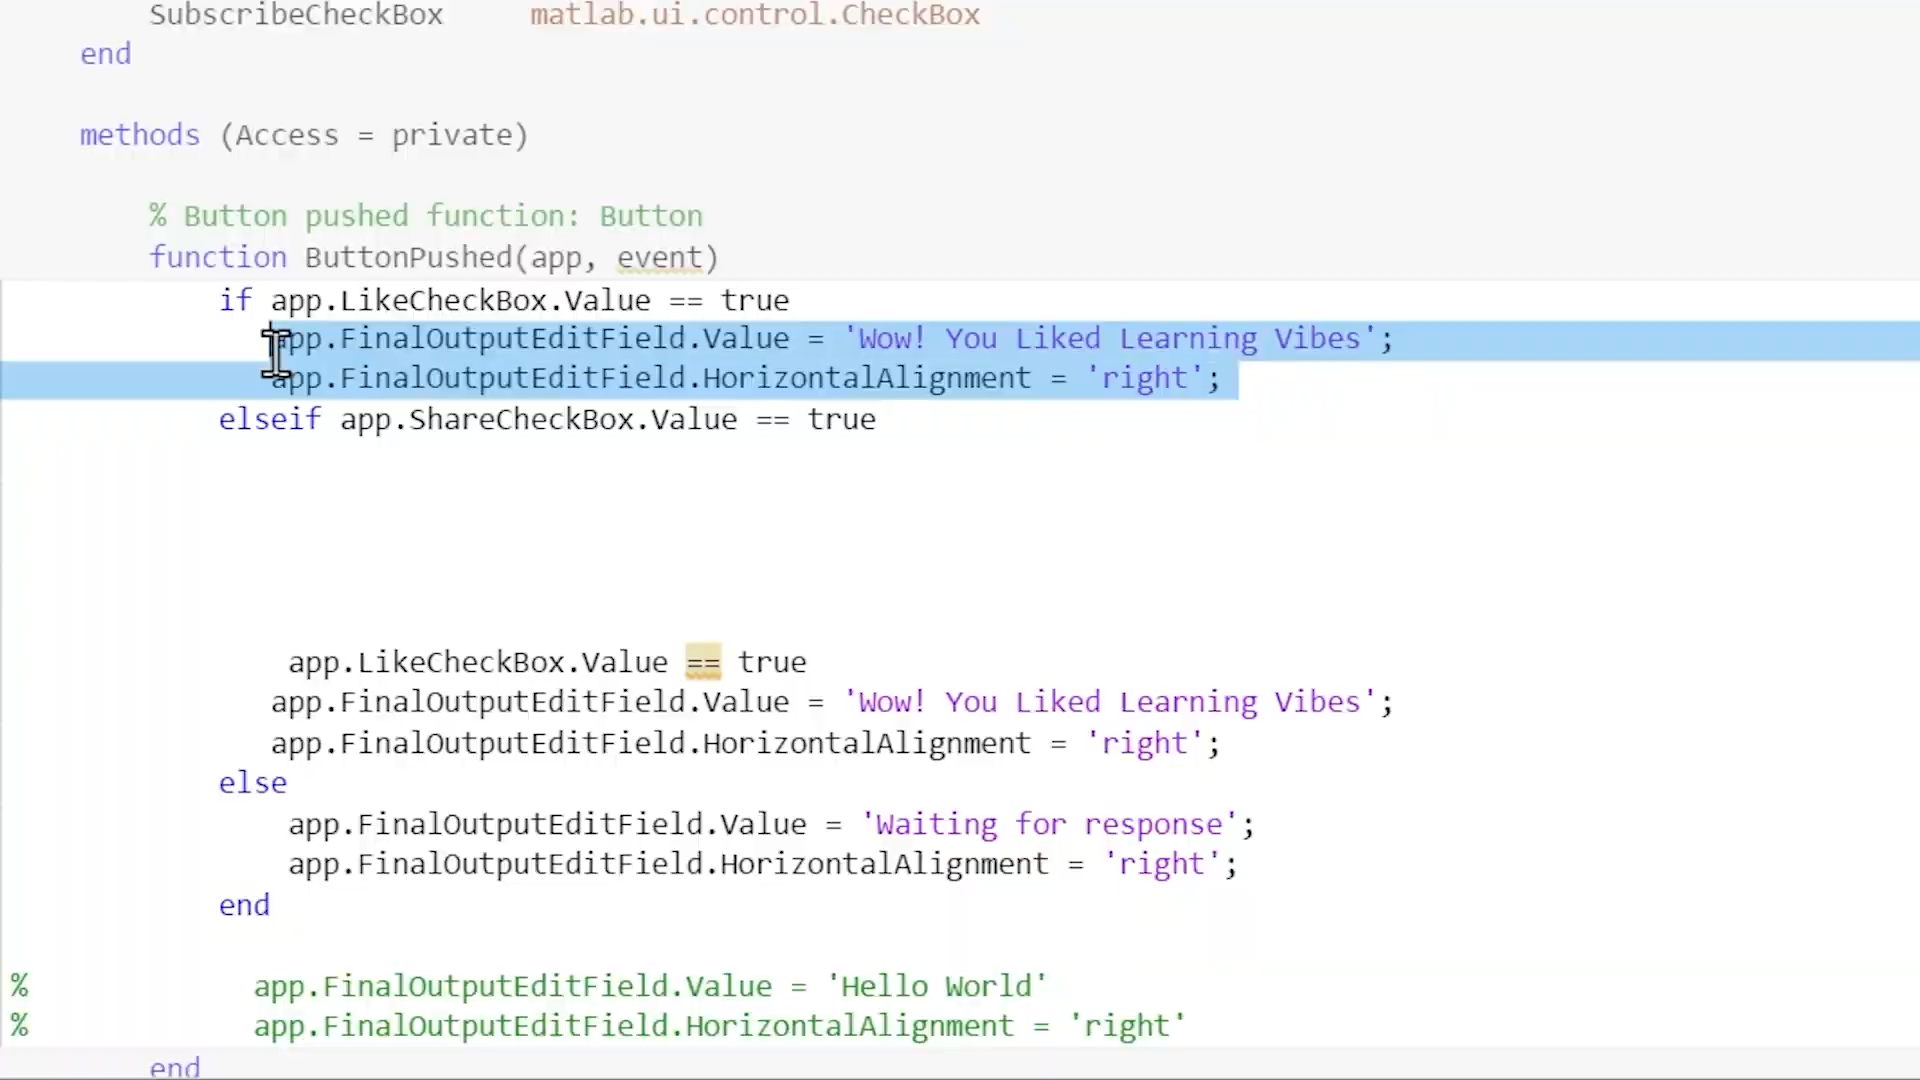 SubscribeCheckBox matlab.ui.control.CheckBox
end
methods (Access = private)
% Button pushed function: Button
function ButtonPushed(app, event)
if app.LikeCheckBox.Value == true
app.FinalOutputEditField.Value = 'Wow! You Liked Learning Vibes';
app.FinalOutputEditField.HorizontalAlignment = 'right';
elseif app.ShareCheckBox.Value == true
app.LikeCheckBox.Value == true
app.FinalOutputEditField.Value = 'Wow! You Liked Learning Vibes';
app.FinalOutputEditField.HorizontalAlignment = 'right';
else
app.FinalOutputEditField.Value = 'Waiting for response';
app.FinalOutputEditField.HorizontalAlignment = 'right';
end
% app.FinalOutputEditField.Value = 'Hello World'
% app.FinalOutputEditField.HorizontalAlignment = 'right'
end